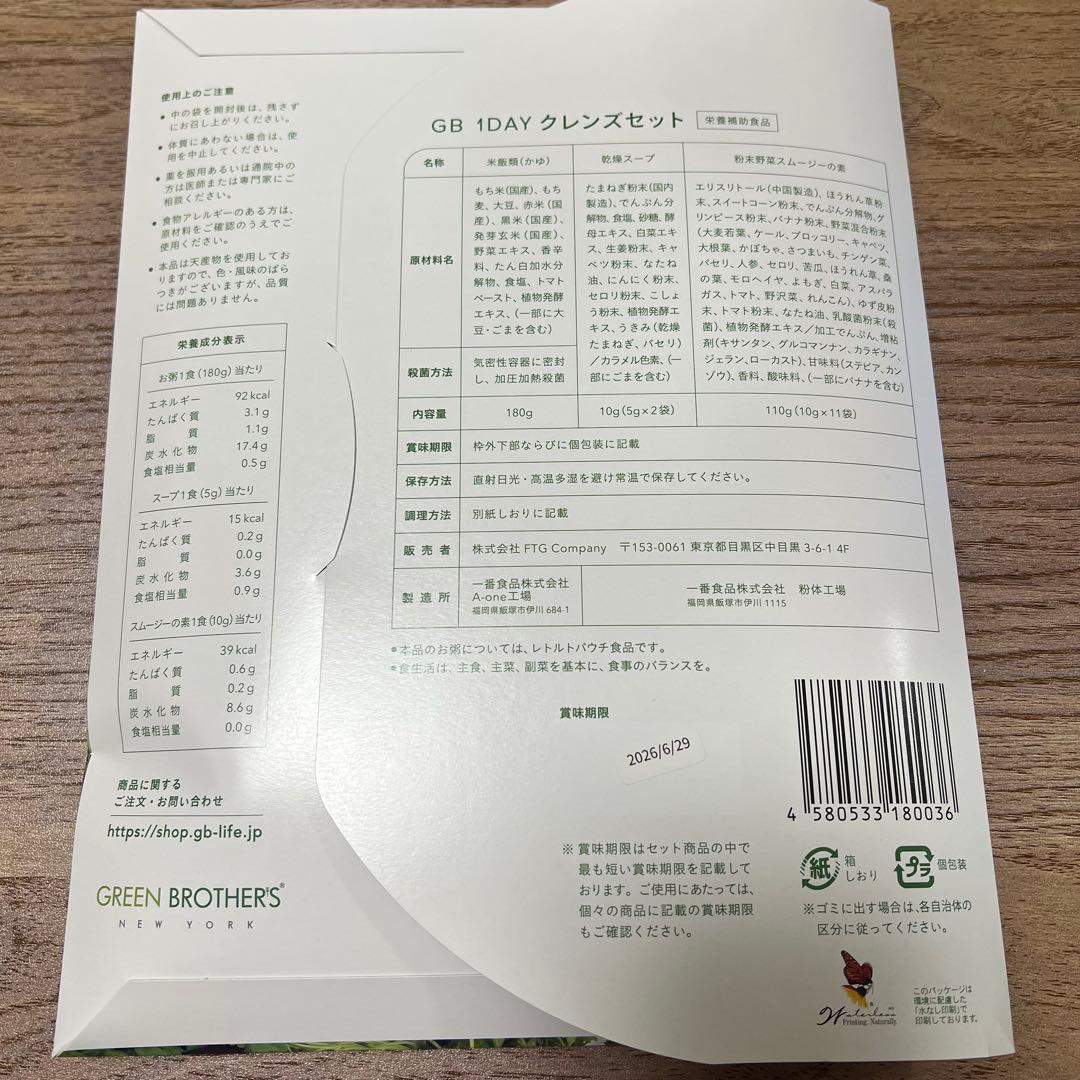 使用上のご注意
● 中の袋を開封後は、残さず
にお召し上がりください。
● 体質にあわない場合は、使
用を中止してください。
● 薬を服用あるいは通院中の
方は医師または専門家にご
相談ください。
● 食物アレルギーのある方は、
原材料をご確認のうえでご
使用ください。
● 本品は天産物を使用してお
りますので、色・風味のばら
つきがございますが、品質
には問題ありません。
栄養成分表示
お粥1食(180g)当たり
エネルギー 92kcal
たんぱく質 3.1g
脂質 1.1g
炭水化物 17.4g
食塩相当量 0.5g
スープ1食(5g)当たり
エネルギー 15kcal
たんぱく質 0.2g
脂質 0.0g
炭水化物 3.6g
食塩相当量 0.9g
スムージーの素1食(10g)当たり
エネルギー 39kcal
たんぱく質 0.6g
脂質 0.2g
炭水化物 8.6g
食塩相当量 0.0g
商品に関する
ご注文・お問い合わせ
https://shop.gb-life.jp
GREEN BROTHER'S®
NEW YORK
GB 1DAY クレンズセット 栄養補助食品
名称 米飯類(かゆ) 乾燥スープ 粉末野菜スムージーの素
原材料名
もち米(国産)、もち
麦、大豆、赤米(国
産)、黒米(国産)、
発芽玄米(国産)、
野菜エキス、香辛
料、たん白加水分
解物、食塩、トマト
ペースト、植物発酵
エキス、(一部に大
豆・ごまを含む)
たまねぎ粉末(国内
製造)、でんぷん分
解物、食塩、砂糖、酵
母エキス、白菜エキ
ス、生姜粉末、キャ
ベツ粉末、なたね
油、にんにく粉末、
セロリ粉末、こしょ
う粉末、植物発酵エ
キス、うきみ(乾燥
たまねぎ、パセリ)
/カラメル色素、(一
部にごまを含む)
エリスリトール(中国製造)、ほうれん草粉
末、スイートコーン粉末、でんぷん分解物、グ
リンピース粉末、バナナ粉末、野菜混合粉末
(大麦若葉、ケール、ブロッコリー、キャベツ、
大根葉、かぼちゃ、さつまいも、チンゲン菜、
パセリ、人参、セロリ、苦瓜、ほうれん草、桑
の葉、モロヘイヤ、よもぎ、白菜、アスパラ
ガス、トマト、野沢菜、れんこん)、ゆず皮粉
末、トマト粉末、なたね油、乳酸菌粉末(殺
菌)、植物発酵エキス/加工でんぷん、増粘
剤(キサンタン、グルコマンナン、カラギナン、
ジェラン、ローカスト)、甘味料(ステビア、カン
ゾウ)、香料、酸味料、(一部にバナナを含む)
殺菌方法 気密性容器に密封
し、加圧加熱殺菌
内容量 180g 10g(5g×2袋) 110g(10g×11袋)
賞味期限 枠外下部ならびに個包装に記載
保存方法 直射日光・高温多湿を避け常温で保存してください。
調理方法 別紙しおりに記載
販売者 株式会社 FTG Company 〒153-0061 東京都目黒区中目黒 3-6-1 4F
製造所
一番食品株式会社
A-one工場
福岡県飯塚市伊川 684-1
一番食品株式会社 粉体工場
福岡県飯塚市伊川 1115
●本品のお粥については、レトルトパウチ食品です。
●食生活は、主食、主菜、副菜を基本に、食事のバランスを。
賞味期限
2026/6/29
4 580533 180036
※賞味期限はセット商品の中で
最も短い賞味期限を記載して
おります。ご使用にあたっては、
個々の商品に記載の賞味期限
もご確認ください。
紙 箱
しおり
プラ 個包装
※ゴミに出す場合は、各自治体の
区分に従ってください。
Waterless
Printing. Naturally.
このパッケージは
環境に配慮した
「水なし印刷」で
印刷しております。